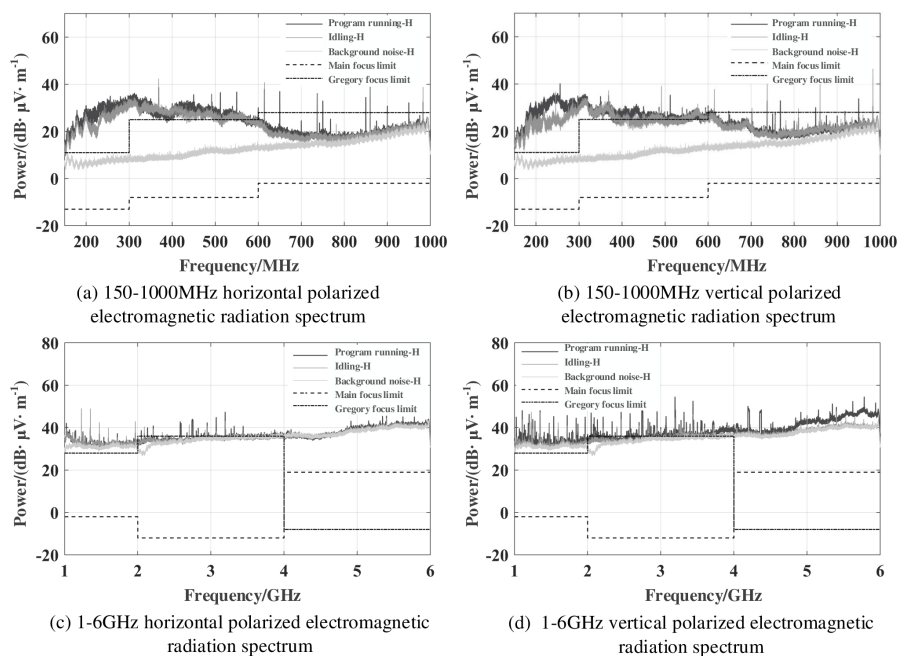 Power/(dB· μV· m⁻¹)
60
40
20
0
-20
200 300 400 500 600 700 800 900 1000
Frequency/MHz
Program running-H
Idling-H
Background noise-H
Main focus limit
Gregory focus limit
(a) 150-1000MHz horizontal polarized
electromagnetic radiation spectrum
Power/(dB· μV· m⁻¹)
60
40
20
0
-20
200 300 400 500 600 700 800 900 1000
Frequency/MHz
Program running-H
Idling-H
Background noise-H
Main focus limit
Gregory focus limit
(b) 150-1000MHz vertical polarized
electromagnetic radiation spectrum
Power/(dB· μV· m⁻¹)
80
60
40
20
0
-20
1 2 3 4 5 6
Frequency/GHz
Program running-H
Idling-H
Background noise-H
Main focus limit
Gregory focus limit
(c) 1-6GHz horizontal polarized electromagnetic
radiation spectrum
Power/(dB· μV· m⁻¹)
80
60
40
20
0
-20
1 2 3 4 5 6
Frequency/GHz
Program running-H
Idling-H
Background noise-H
Main focus limit
Gregory focus limit
(d) 1-6GHz vertical polarized electromagnetic
radiation spectrum